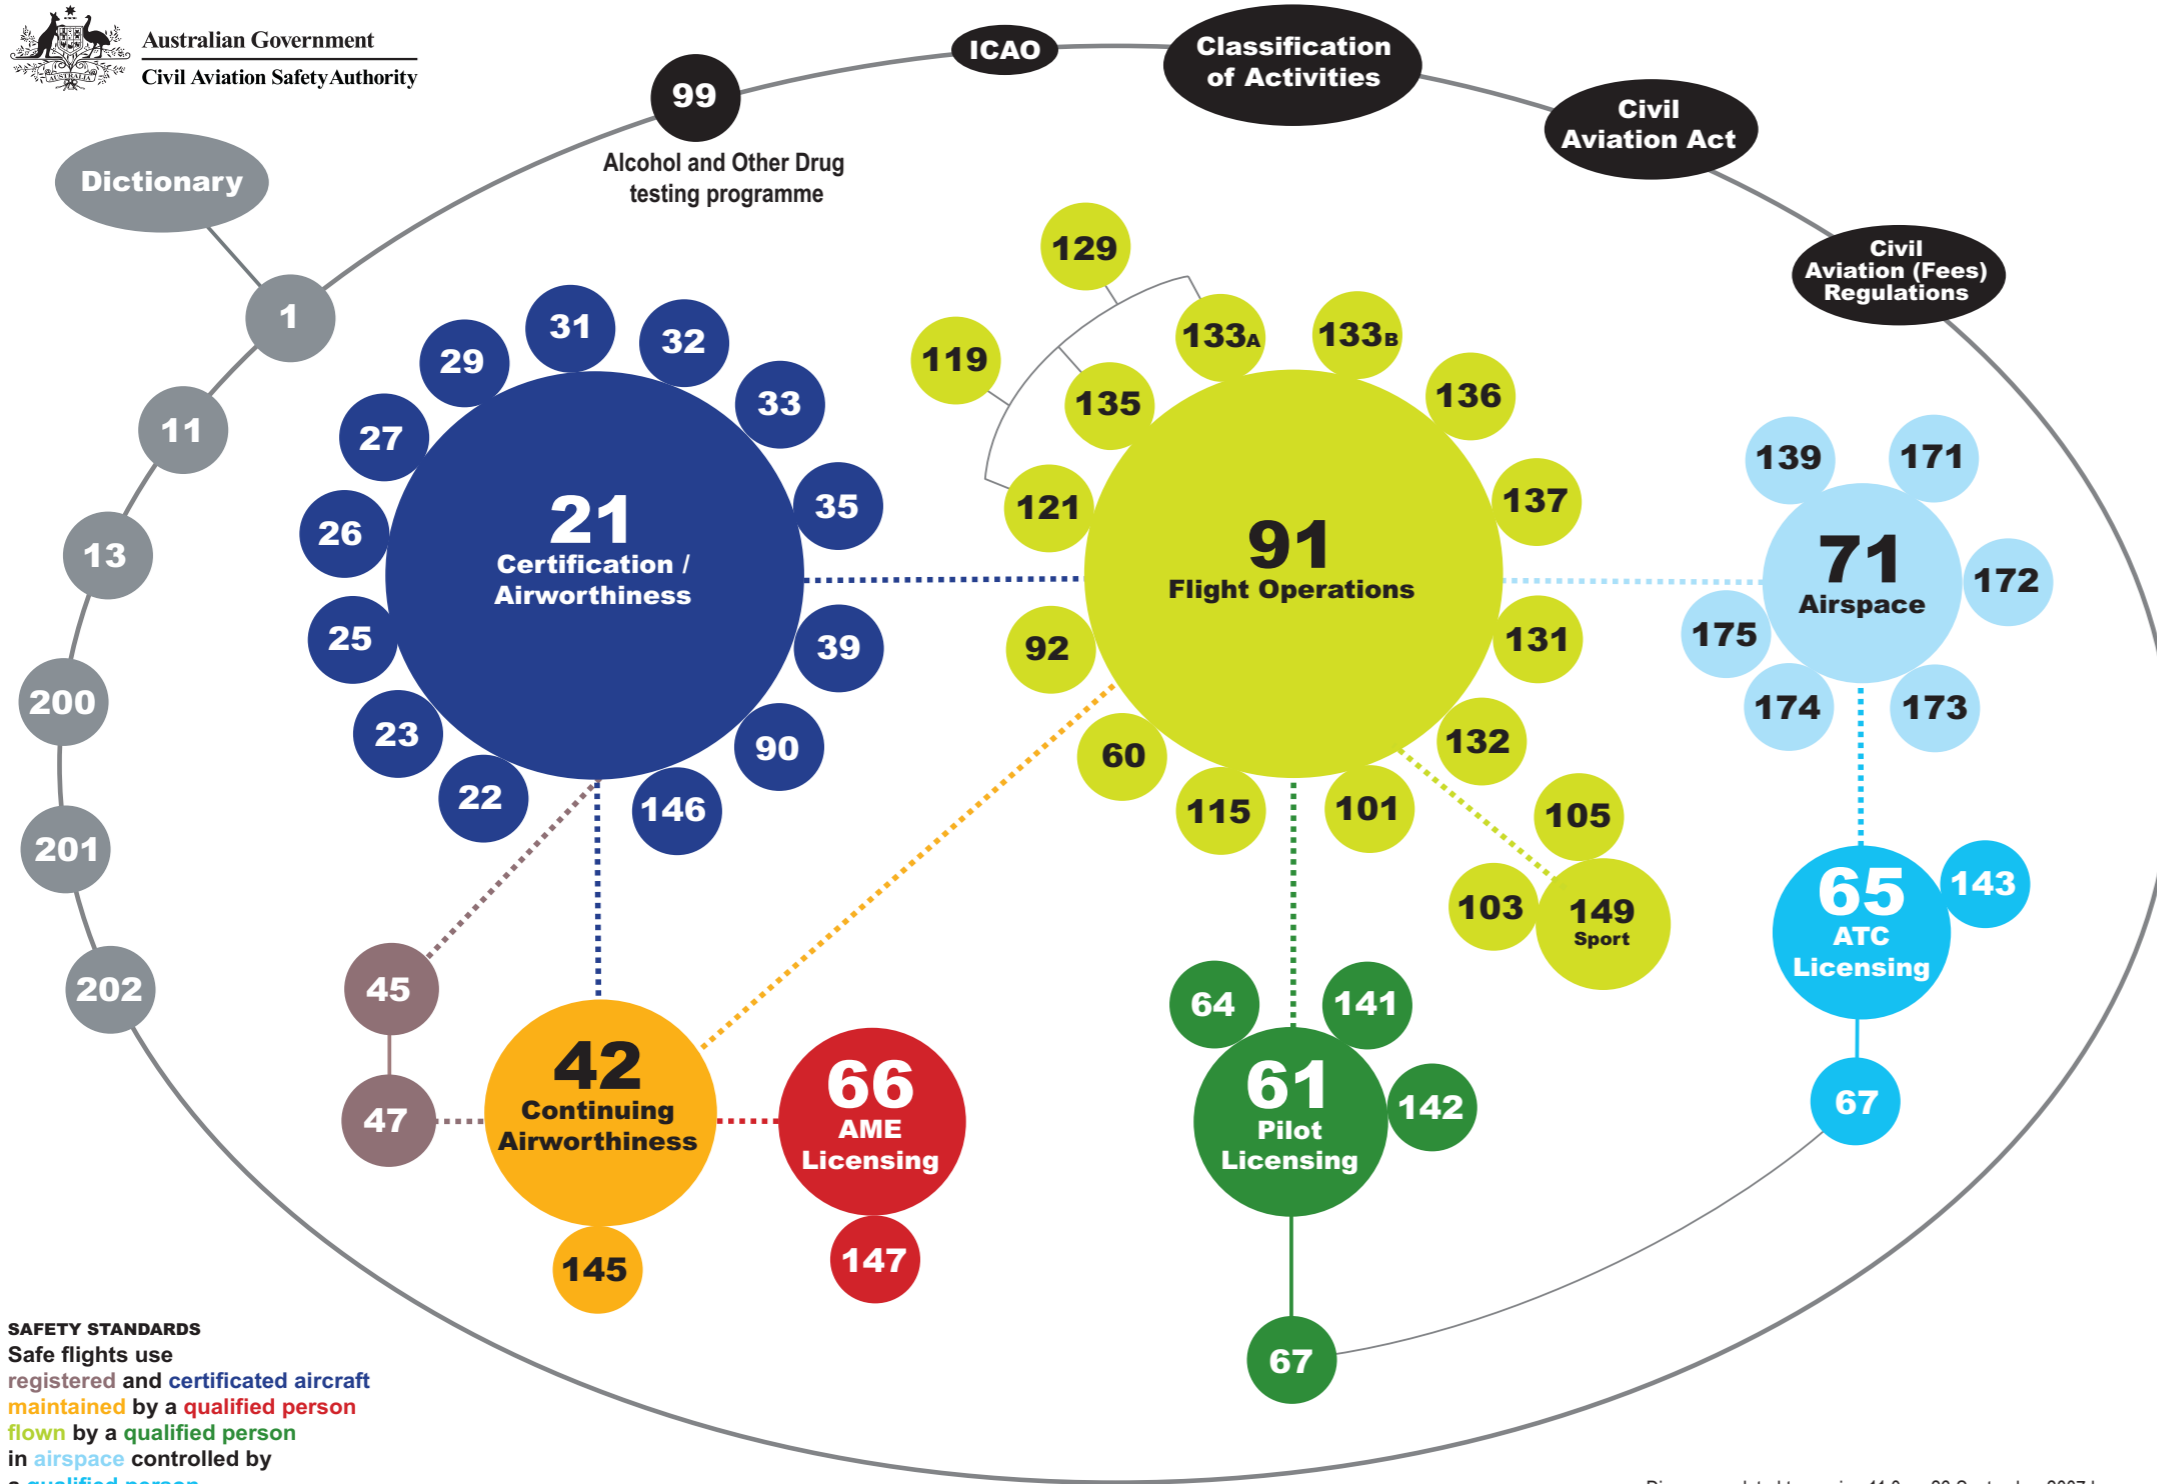 Australian Government
Civil Aviation Safety Authority
AUSTRALIA
ICAO
Classification
of Activities
Civil
Aviation Act
Civil
Aviation (Fees)
Regulations
99
Alcohol and Other Drug
testing programme
Dictionary
1
11
13
200
201
202
21
Certification /
Airworthiness
22
23
25
26
27
29
31
32
33
35
39
90
146
91
Flight Operations
129
119
133A
133B
135
136
121
137
92
131
60
132
115
101
105
103
149
Sport
71
Airspace
139
171
172
175
174
173
65
ATC
Licensing
143
67
45
47
42
Continuing
Airworthiness
145
66
AME
Licensing
147
64
141
61
Pilot
Licensing
142
67
SAFETY STANDARDS
Safe flights use
registered and certificated aircraft
maintained by a qualified person
flown by a qualified person
in airspace controlled by
a qualified person